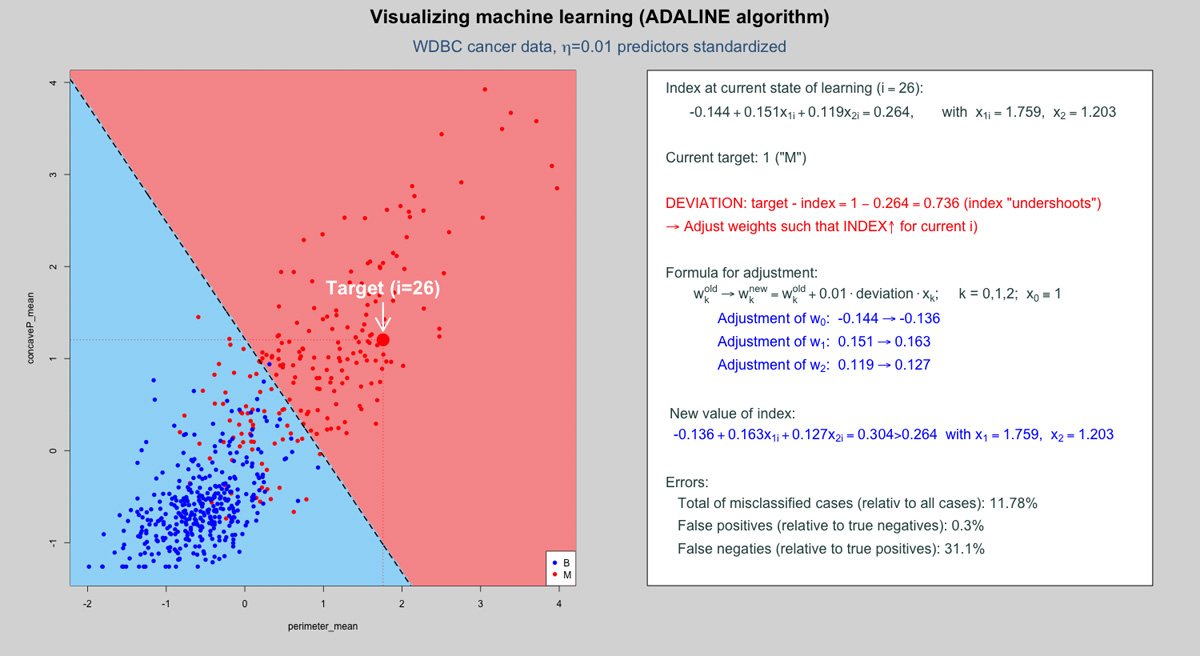 Visualizing machine learning (ADALINE algorithm)
WDBC cancer data, η=0.01 predictors standardized
concaveP_mean
4
3
2
1
0
-1
Target (i=26)
B
M
-2 -1 0 1 2 3 4
perimeter_mean
Index at current state of learning (i = 26):
-0.144 + 0.151x₁ᵢ + 0.119x₂ᵢ = 0.264, with x₁ᵢ = 1.759, x₂ = 1.203
Current target: 1 ("M")
DEVIATION: target - index = 1 − 0.264 = 0.736 (index "undershoots")
→ Adjust weights such that INDEX↑ for current i)
Formula for adjustment:
wₖᵒˡᵈ → wₖⁿᵉʷ = wₖᵒˡᵈ + 0.01 · deviation · xₖ; k = 0,1,2; x₀ ≡ 1
Adjustment of w₀: -0.144 → -0.136
Adjustment of w₁: 0.151 → 0.163
Adjustment of w₂: 0.119 → 0.127
New value of index:
-0.136 + 0.163x₁ᵢ + 0.127x₂ᵢ = 0.304>0.264 with x₁ = 1.759, x₂ = 1.203
Errors:
Total of misclassified cases (relativ to all cases): 11.78%
False positives (relative to true negatives): 0.3%
False negaties (relative to true positives): 31.1%